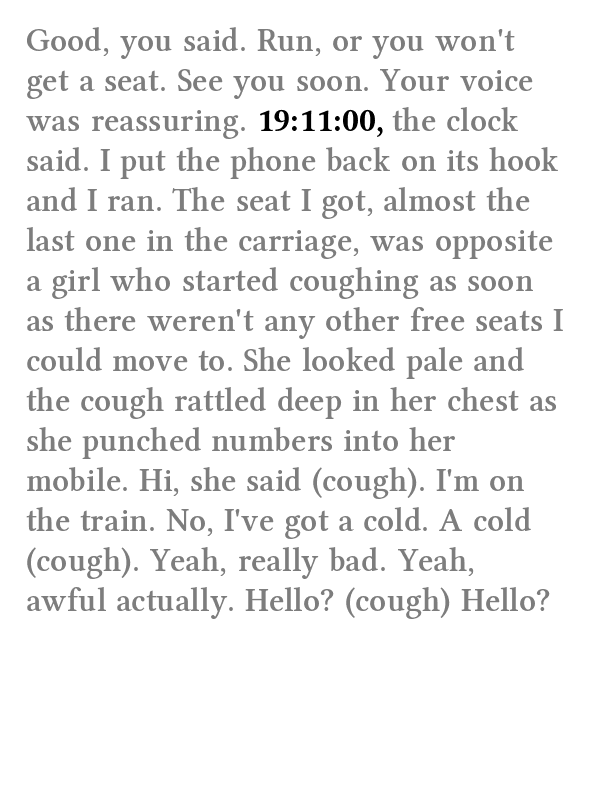 Good, you said. Run, or you won't
get a seat. See you soon. Your voice
was reassuring. 19:11:00, the clock
said. I put the phone back on its hook
and I ran. The seat I got, almost the
last one in the carriage, was opposite
a girl who started coughing as soon
as there weren't any other free seats I
could move to. She looked pale and
the cough rattled deep in her chest as
she punched numbers into her
mobile. Hi, she said (cough). I'm on
the train. No, I've got a cold. A cold
(cough). Yeah, really bad. Yeah,
awful actually. Hello? (cough) Hello?